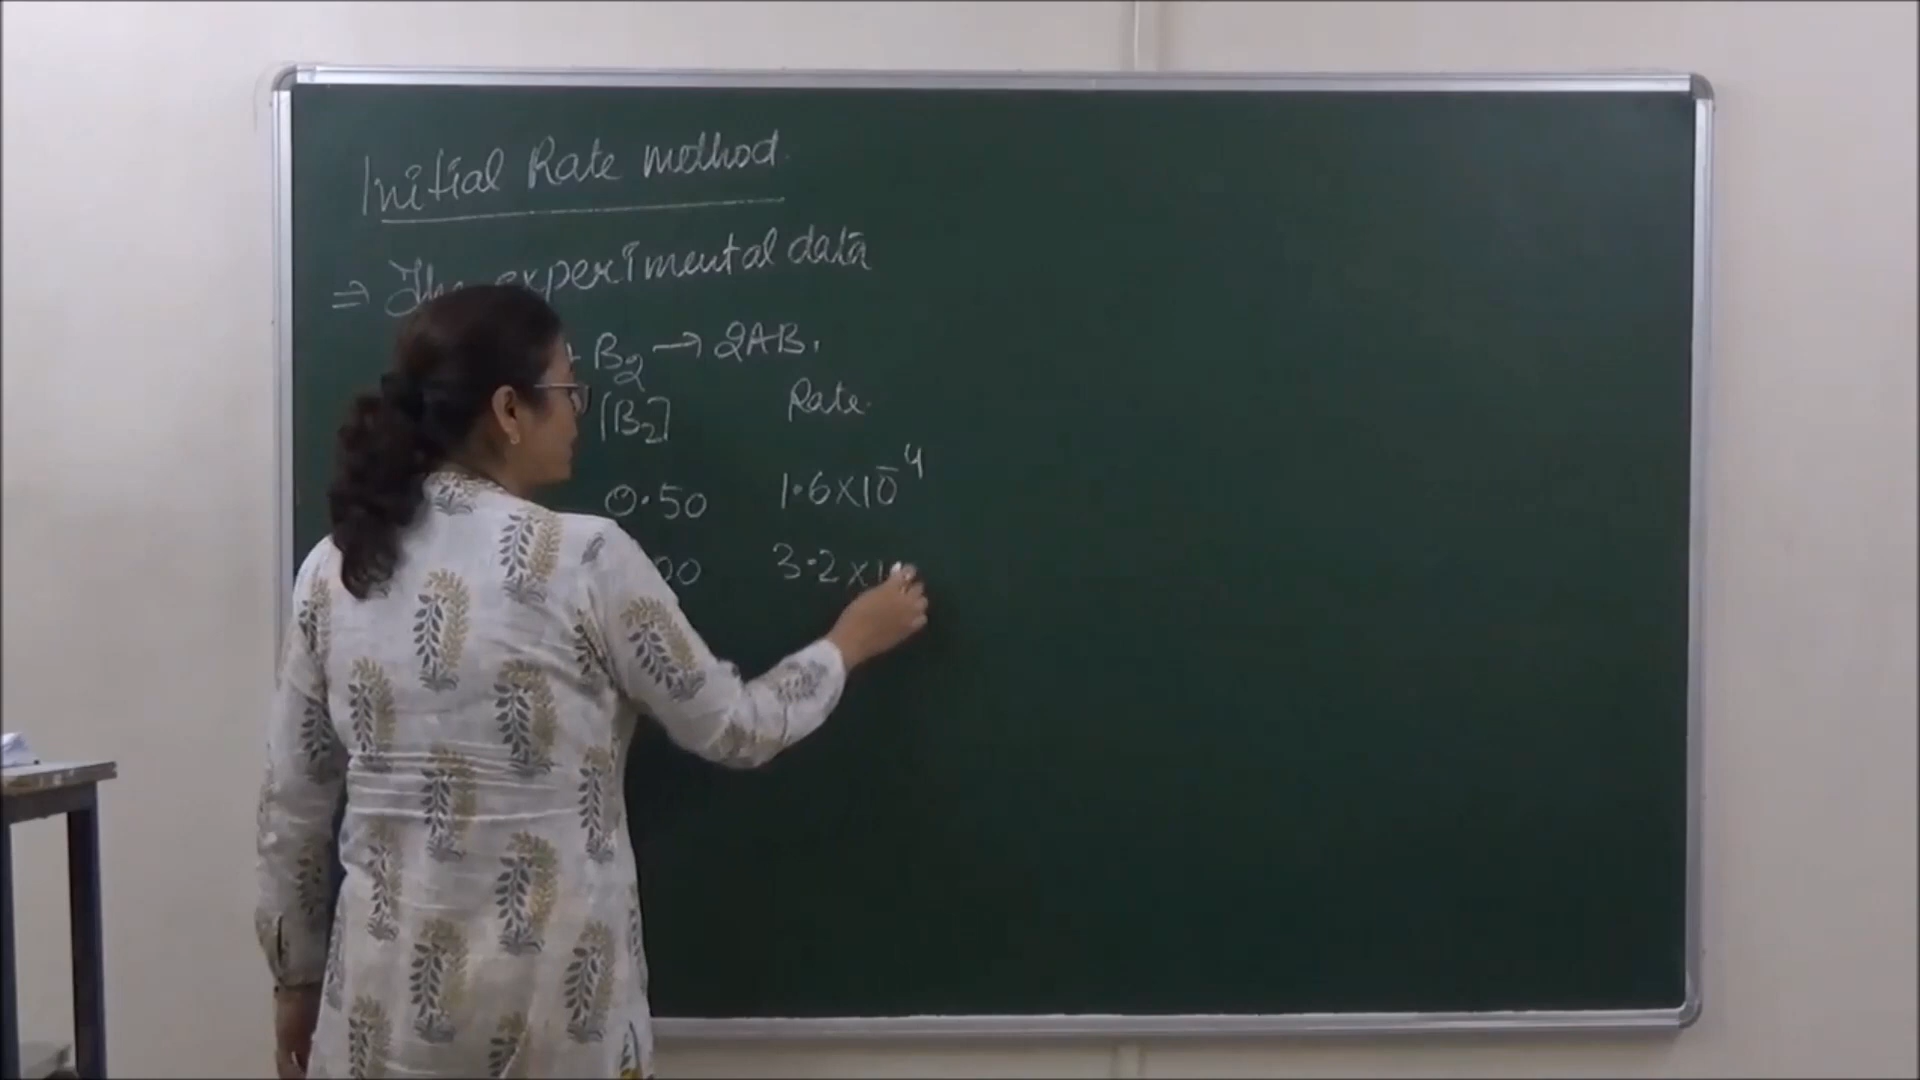 Initial Rate method.
⇒ The experimental data
+ B₂ → 2AB.
[B₂] Rate.
0.50 1.6×10⁻⁴
00 3.2×1